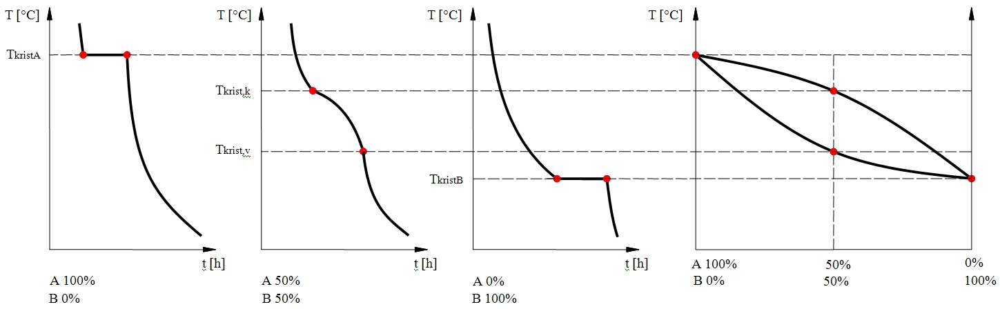 T [°C]
T [°C]
T [°C]
T [°C]
TkristA
Tkrist,k
Tkrist,v
TkristB
t [h]
t [h]
t [h]
A 100%
B 0%
A 50%
B 50%
A 0%
B 100%
A 100%
B 0%
50%
50%
0%
100%